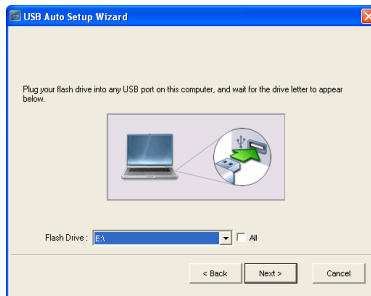 USB Auto Setup Wizard
Plug your flash drive into any USB port on this computer, and wait for the drive letter to appear
below.
Flash Drive : E:\ All
< Back Next > Cancel